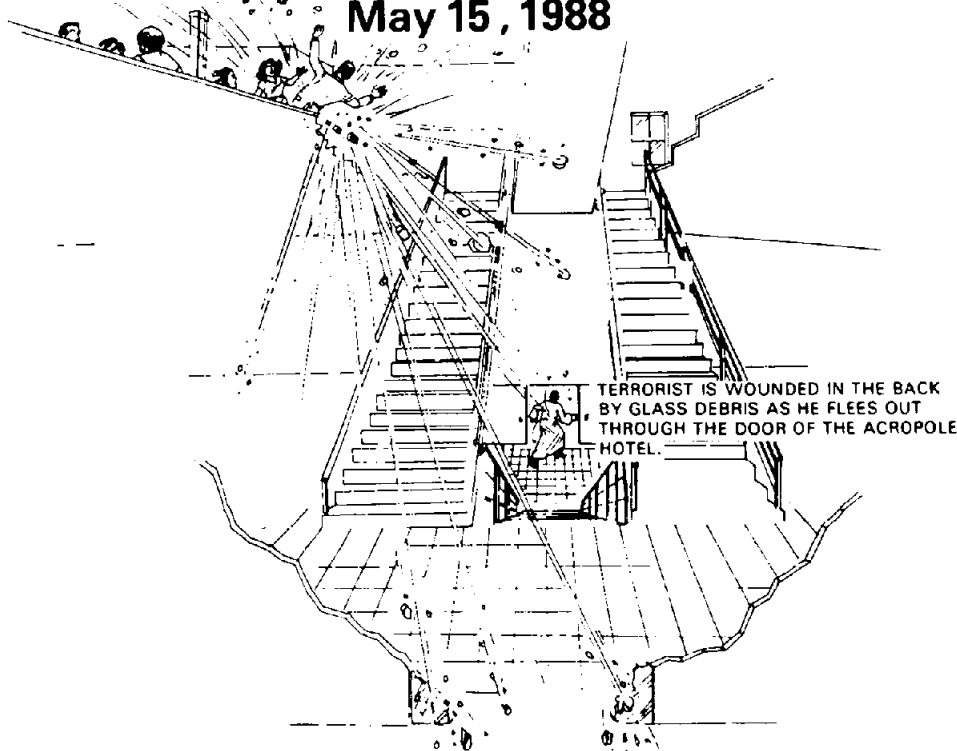 May 15, 1988
TERRORIST IS WOUNDED IN THE BACK
BY GLASS DEBRIS AS HE FLEES OUT
THROUGH THE DOOR OF THE ACROPOLE
HOTEL.